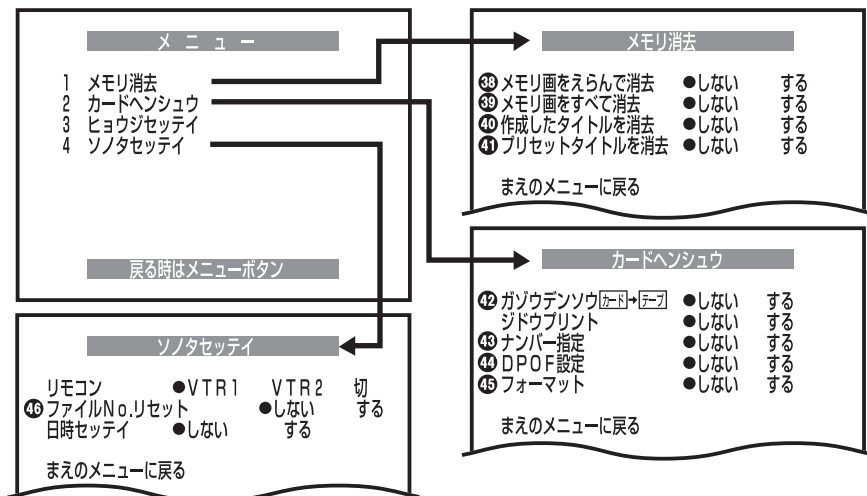 メニュー
1 メモリ消去
2 カードヘンシュウ
3 ヒョウジセッテイ
4 ソノタセッテイ
戻る時はメニューボタン
メモリ消去
㊳メモリ画をえらんで消去 ●しない する
㊴メモリ画をすべて消去 ●しない する
㊵作成したタイトルを消去 ●しない する
㊶プリセットタイトルを消去 ●しない する
まえのメニューに戻る
カードヘンシュウ
㊷ガゾウデンソウ カード→テープ ●しない する
ジドウプリント ●しない する
㊸ナンバー指定 ●しない する
㊹DPOF設定 ●しない する
㊺フォーマット ●しない する
まえのメニューに戻る
ソノタセッテイ
リモコン ●VTR1 VTR2 切
㊻ファイルNo.リセット ●しない する
日時セッテイ ●しない する
まえのメニューに戻る